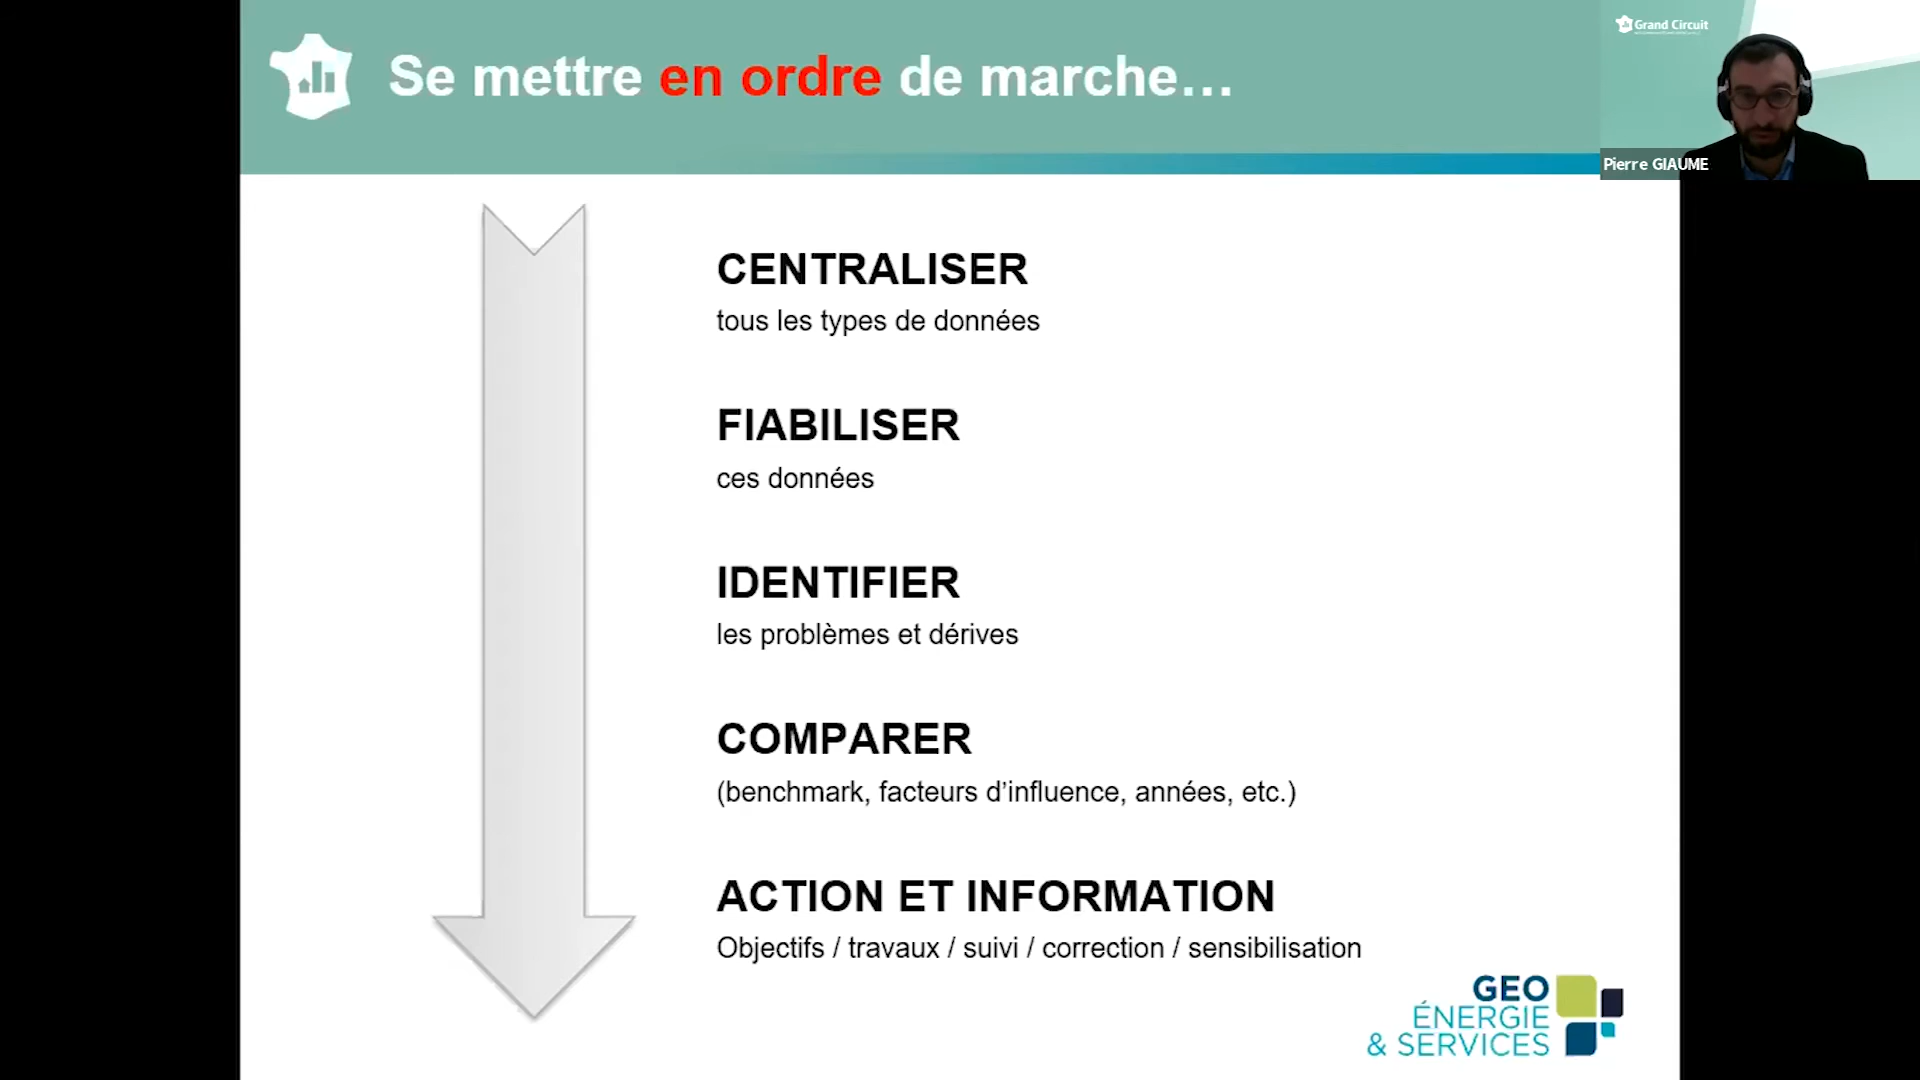 Se mettre en ordre de marche…
Grand Circuit
Pierre GIAUME
CENTRALISER
tous les types de données
FIABILISER
ces données
IDENTIFIER
les problèmes et dérives
COMPARER
(benchmark, facteurs d’influence, années, etc.)
ACTION ET INFORMATION
Objectifs / travaux / suivi / correction / sensibilisation
GEO
ÉNERGIE
& SERVICES